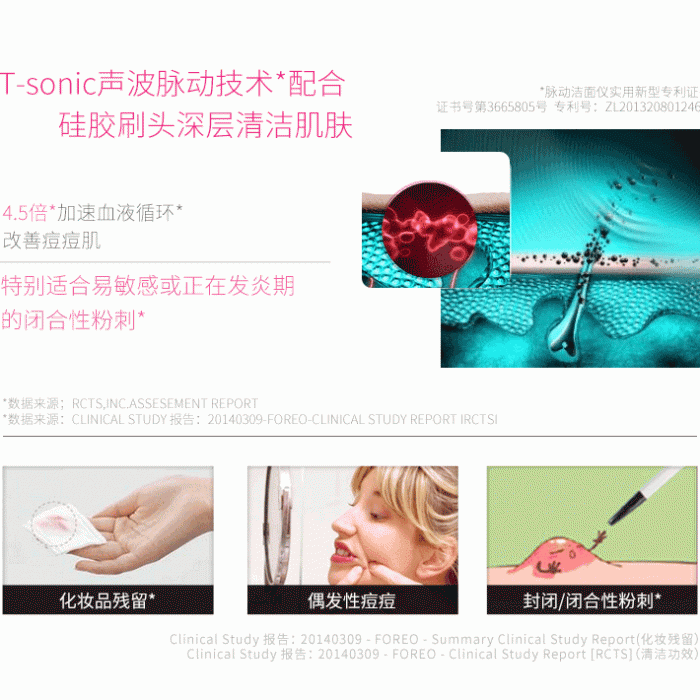 T-sonic声波脉动技术*配合
硅胶刷头深层清洁肌肤
*脉动洁面仪实用新型专利证
证书号第3665805号 专利号：ZL201320801246
4.5倍*加速血液循环*
改善痘痘肌
特别适合易敏感或正在发炎期
的闭合性粉刺*
*数据来源；RCTS,INC.ASSESEMENT REPORT
*数据来源：CLINICAL STUDY 报告：20140309-FOREO-CLINICAL STUDY REPORT IRCTSI
化妆品残留*
偶发性痘痘
封闭/闭合性粉刺*
Clinical Study 报告：20140309 - FOREO - Summary Clinical Study Report(化妆残留)
Clinical Study 报告：20140309 - FOREO - Clinical Study Report [RCTS]（清洁功效)